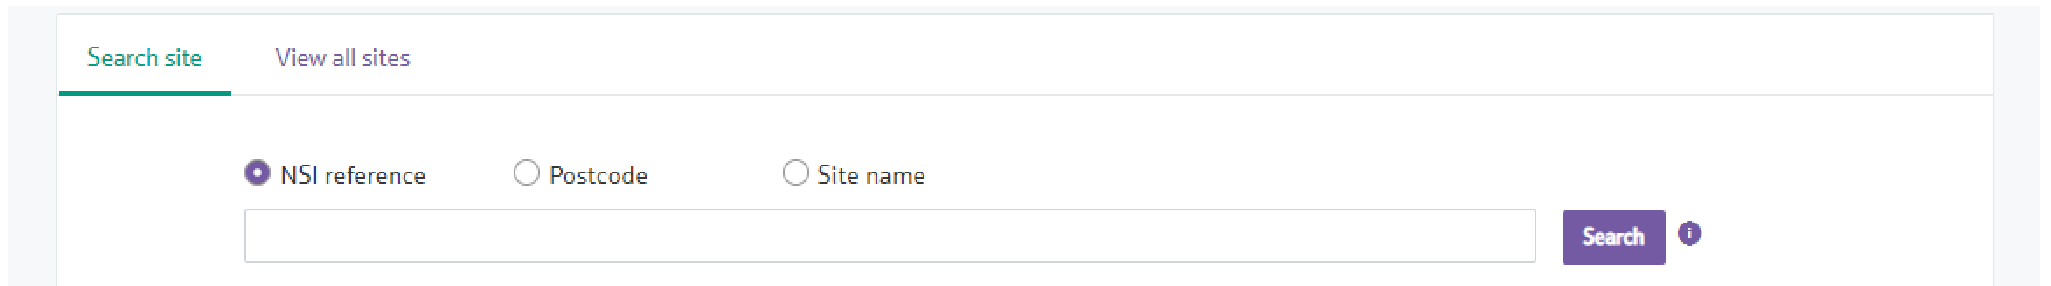 Search site View all sites
NSI reference Postcode Site name
Search i